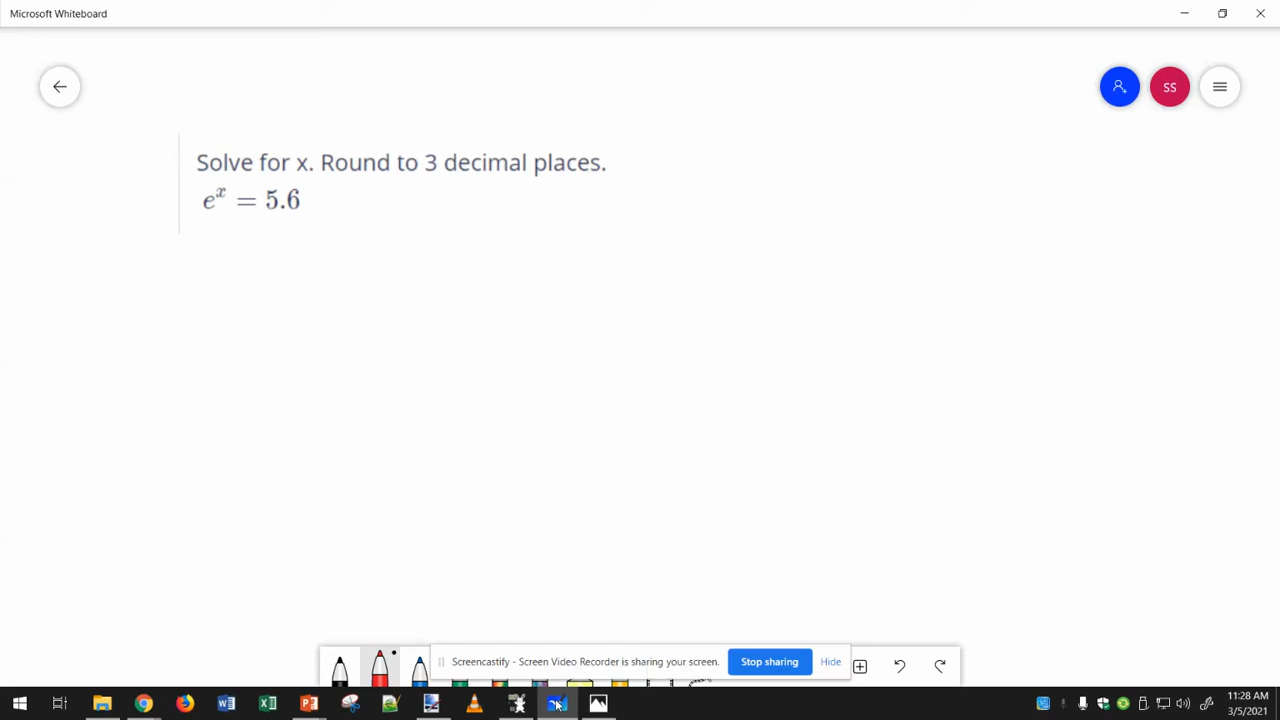 Microsoft Whiteboard
SS
Solve for x. Round to 3 decimal places.
eˣ = 5.6
Screencastify - Screen Video Recorder is sharing your screen.
Stop sharing
Hide
11:28 AM
3/5/2021